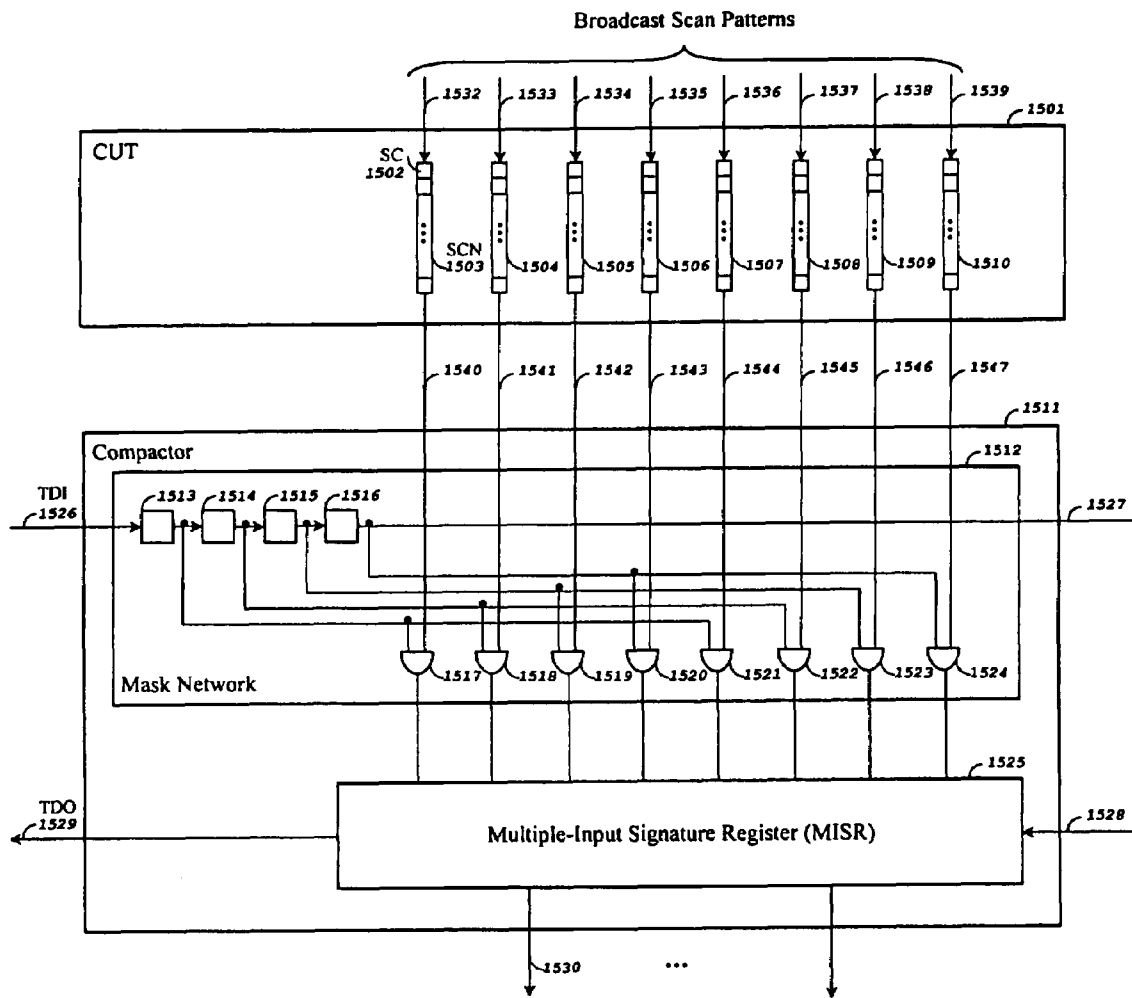 Broadcast Scan Patterns
1532 1533 1534 1535 1536 1537 1538 1539
1501
CUT
SC
1502
SCN
1503 1504 1505 1506 1507 1508 1509 1510
1540 1541 1542 1543 1544 1545 1546 1547
1511
Compactor
1512
TDI
1526
1513 1514 1515 1516
1527
1517 1518 1519 1520 1521 1522 1523 1524
Mask Network
1525
TDO
1529
Multiple-Input Signature Register (MISR)
1528
1530
...